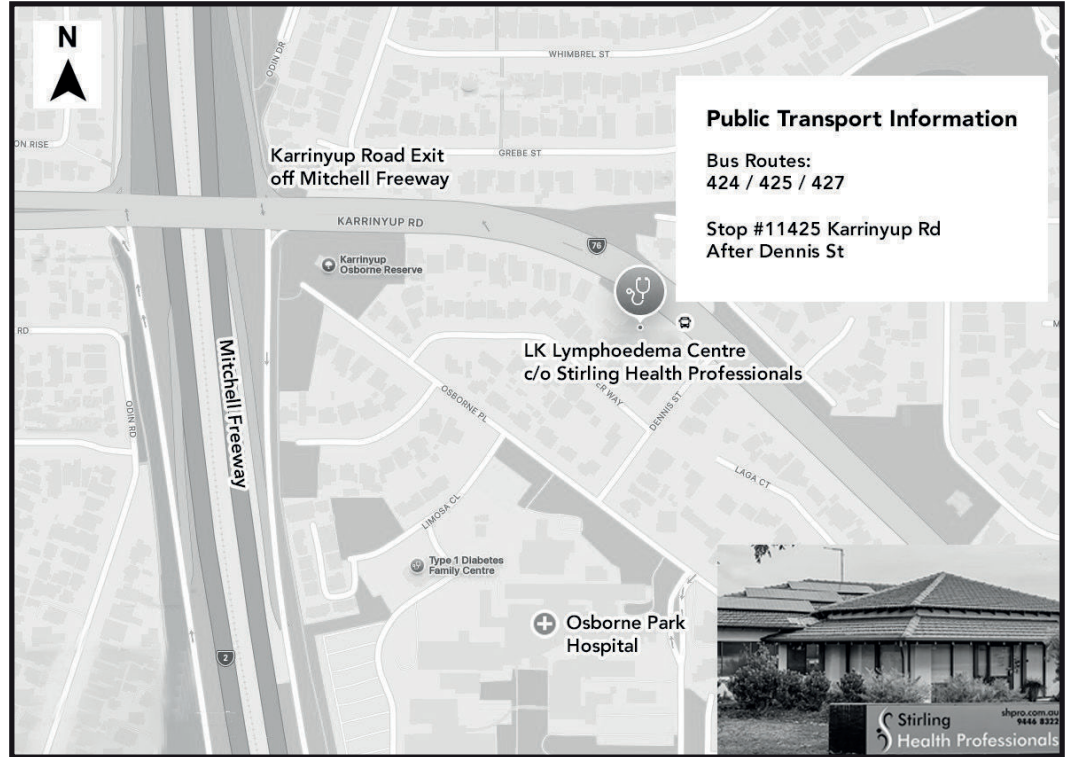 N
ODIN DR
WHIMBREL ST
Public Transport Information
Bus Routes:
424 / 425 / 427
Stop #11425 Karrinyup Rd
After Dennis St
ON RISE
GREBE ST
Karrinyup Road Exit
off Mitchell Freeway
KARRINYUP RD
76
Karrinyup
Osborne Reserve
RD
LK Lymphoedema Centre
c/o Stirling Health Professionals
ER WAY
Mitchell Freeway
ODIN RD
OSBORNE PL
DENNIS ST
LAGA CT
LIMOSA CL
Type 1 Diabetes
Family Centre
Osborne Park
Hospital
2
Stirling
Health Professionals
shpro.com.au
9446 8322